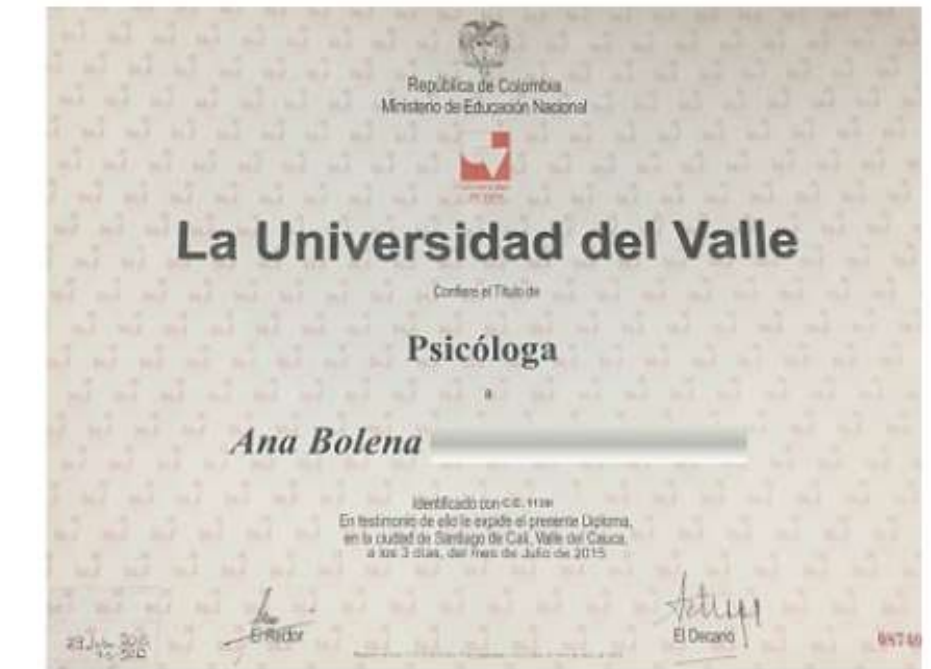 República de Colombia
Ministerio de Educación Nacional
La Universidad del Valle
Confiere el Título de
Psicóloga
a
Ana Bolena
Identificado con C.C. 1130
En testimonio de ello le expide el presente Diploma,
en la ciudad de Santiago de Cali, Valle del Cauca,
a los 3 días, del mes de Julio de 2015
El Rector
El Decano